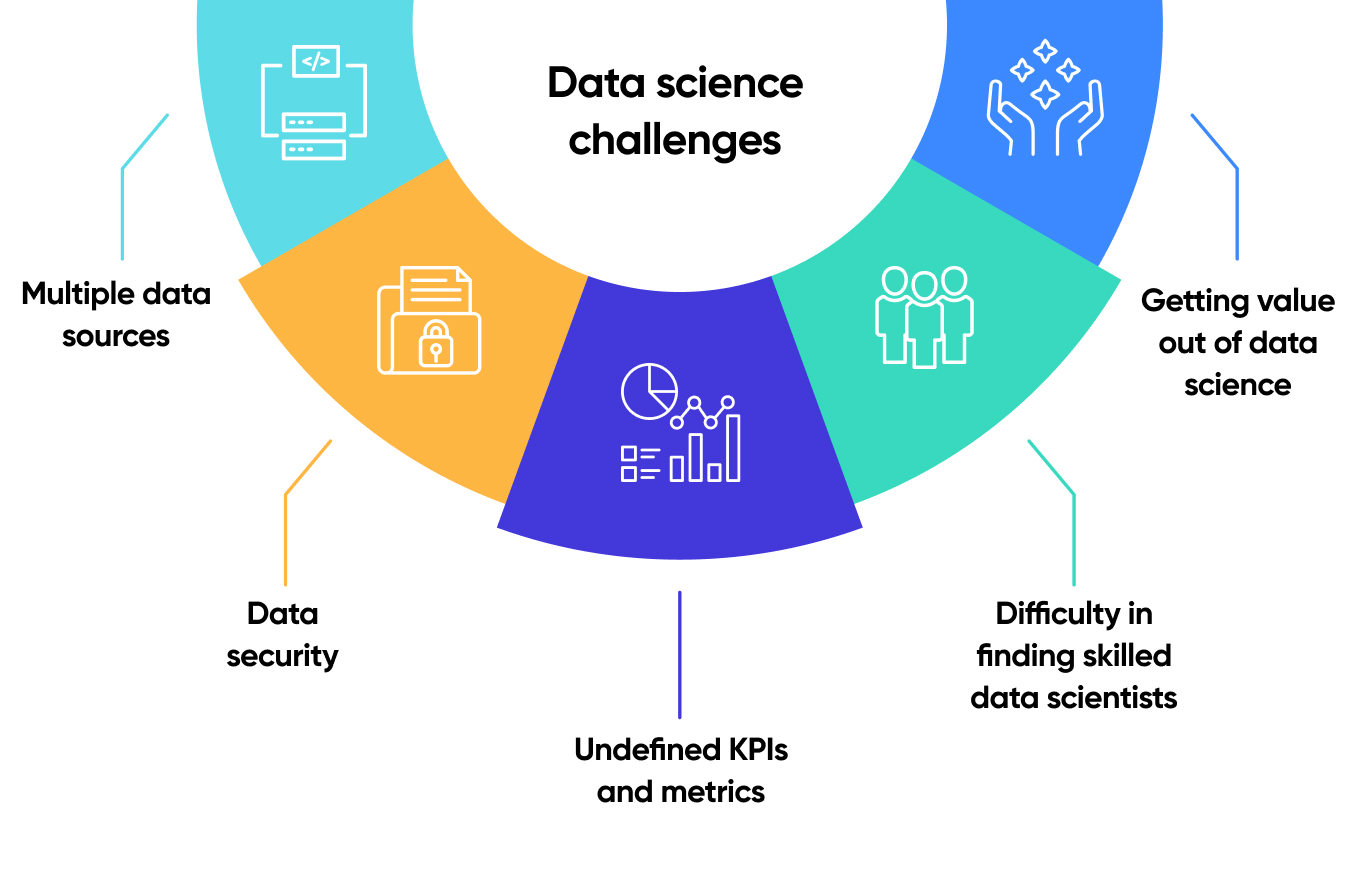 Data science
challenges
</>
Multiple data
sources
Data
security
Undefined KPIs
and metrics
Difficulty in
finding skilled
data scientists
Getting value
out of data
science